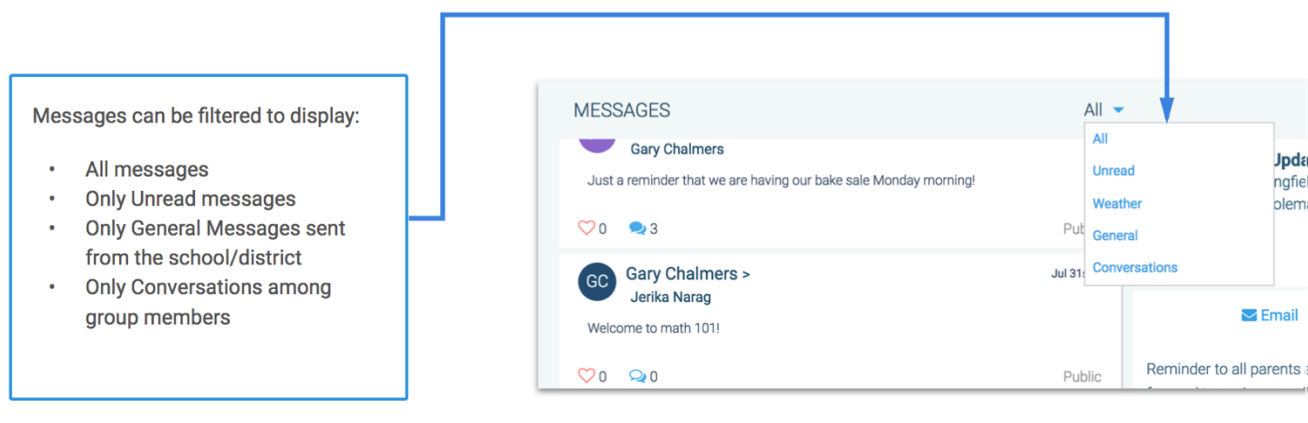 Messages can be filtered to display:
• All messages
• Only Unread messages
• Only General Messages sent
from the school/district
• Only Conversations among
group members
MESSAGES
All
All
Unread
Weather
General
Conversations
Gary Chalmers
Just a reminder that we are having our bake sale Monday morning!
0 3
GC
Gary Chalmers >
Jul 31
Jerika Narag
Welcome to math 101!
0 0
Public
Email
Reminder to all parents